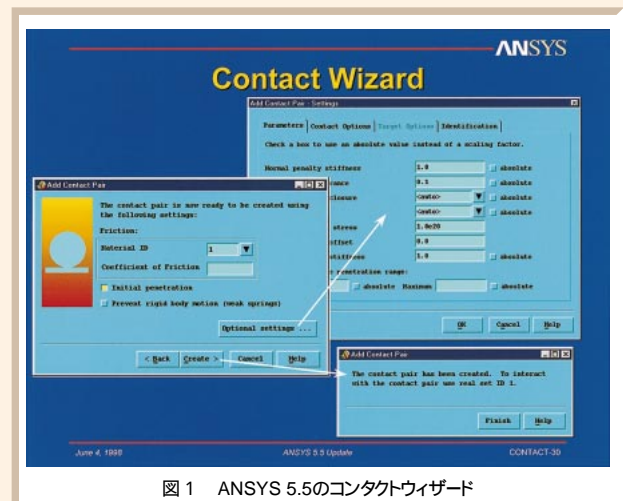 ANSYS
Contact Wizard
Add Contact Pair - Settings
Parameters Contact Options Target Options Identification
Check a box to use an absolute value instead of a scaling factor.
Normal penalty stiffness 1.0 absolute
0.1 absolute
closure <auto> absolute
<auto> absolute
stress 1.0e20
offset 0.0
stiffness 1.0 absolute
penetration range:
absolute Maximum absolute
OK Cancel Help
Add Contact Pair
The contact pair is now ready to be created using
the following settings:
Friction:
Material ID 1
Coefficient of Friction
Initial penetration
Prevent rigid body motion (weak springs)
Optional settings ...
< Back Create > Cancel Help
Add Contact Pair
The contact pair has been created. To interact
with the contact pair use real set ID 1.
Finish Help
June 4, 1998
ANSYS 5.5 Update
CONTACT-30
図 1 ANSYS 5.5のコンタクトウィザード